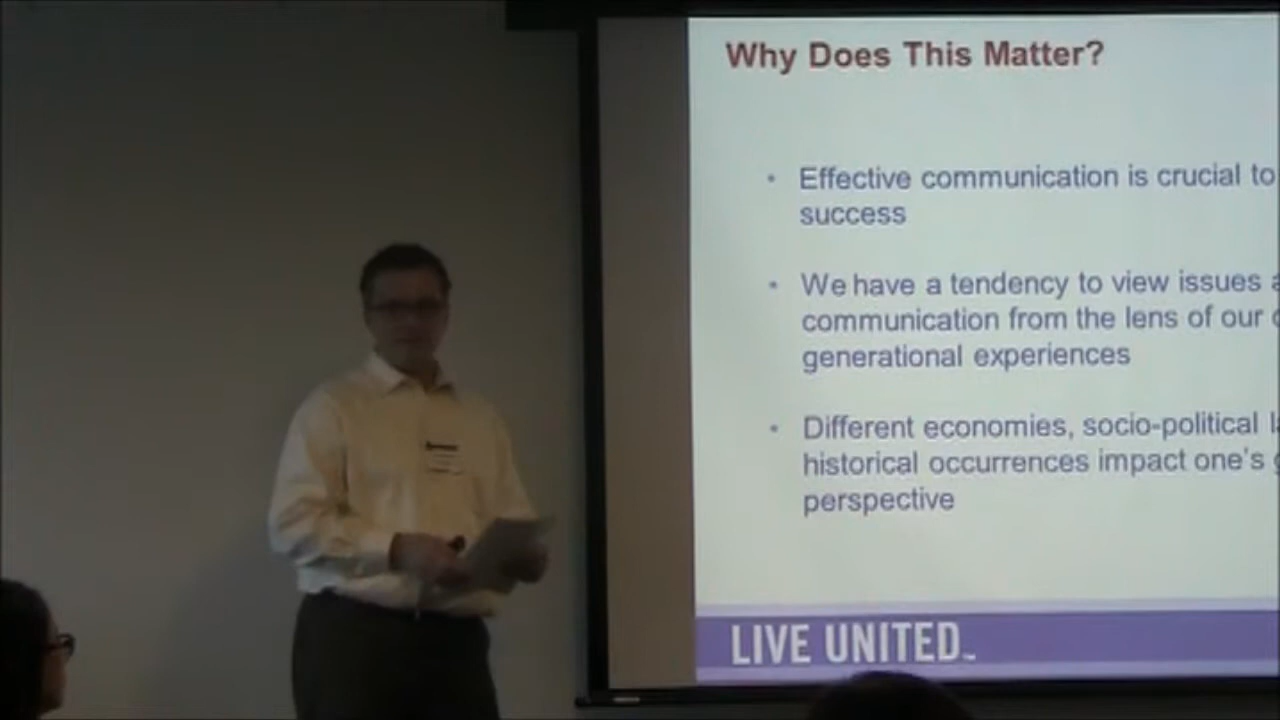 Why Does This Matter?
• Effective communication is crucial to
success
• We have a tendency to view issues
communication from the lens of our
generational experiences
• Different economies, socio-political
historical occurrences impact one's
perspective
LIVE UNITED™